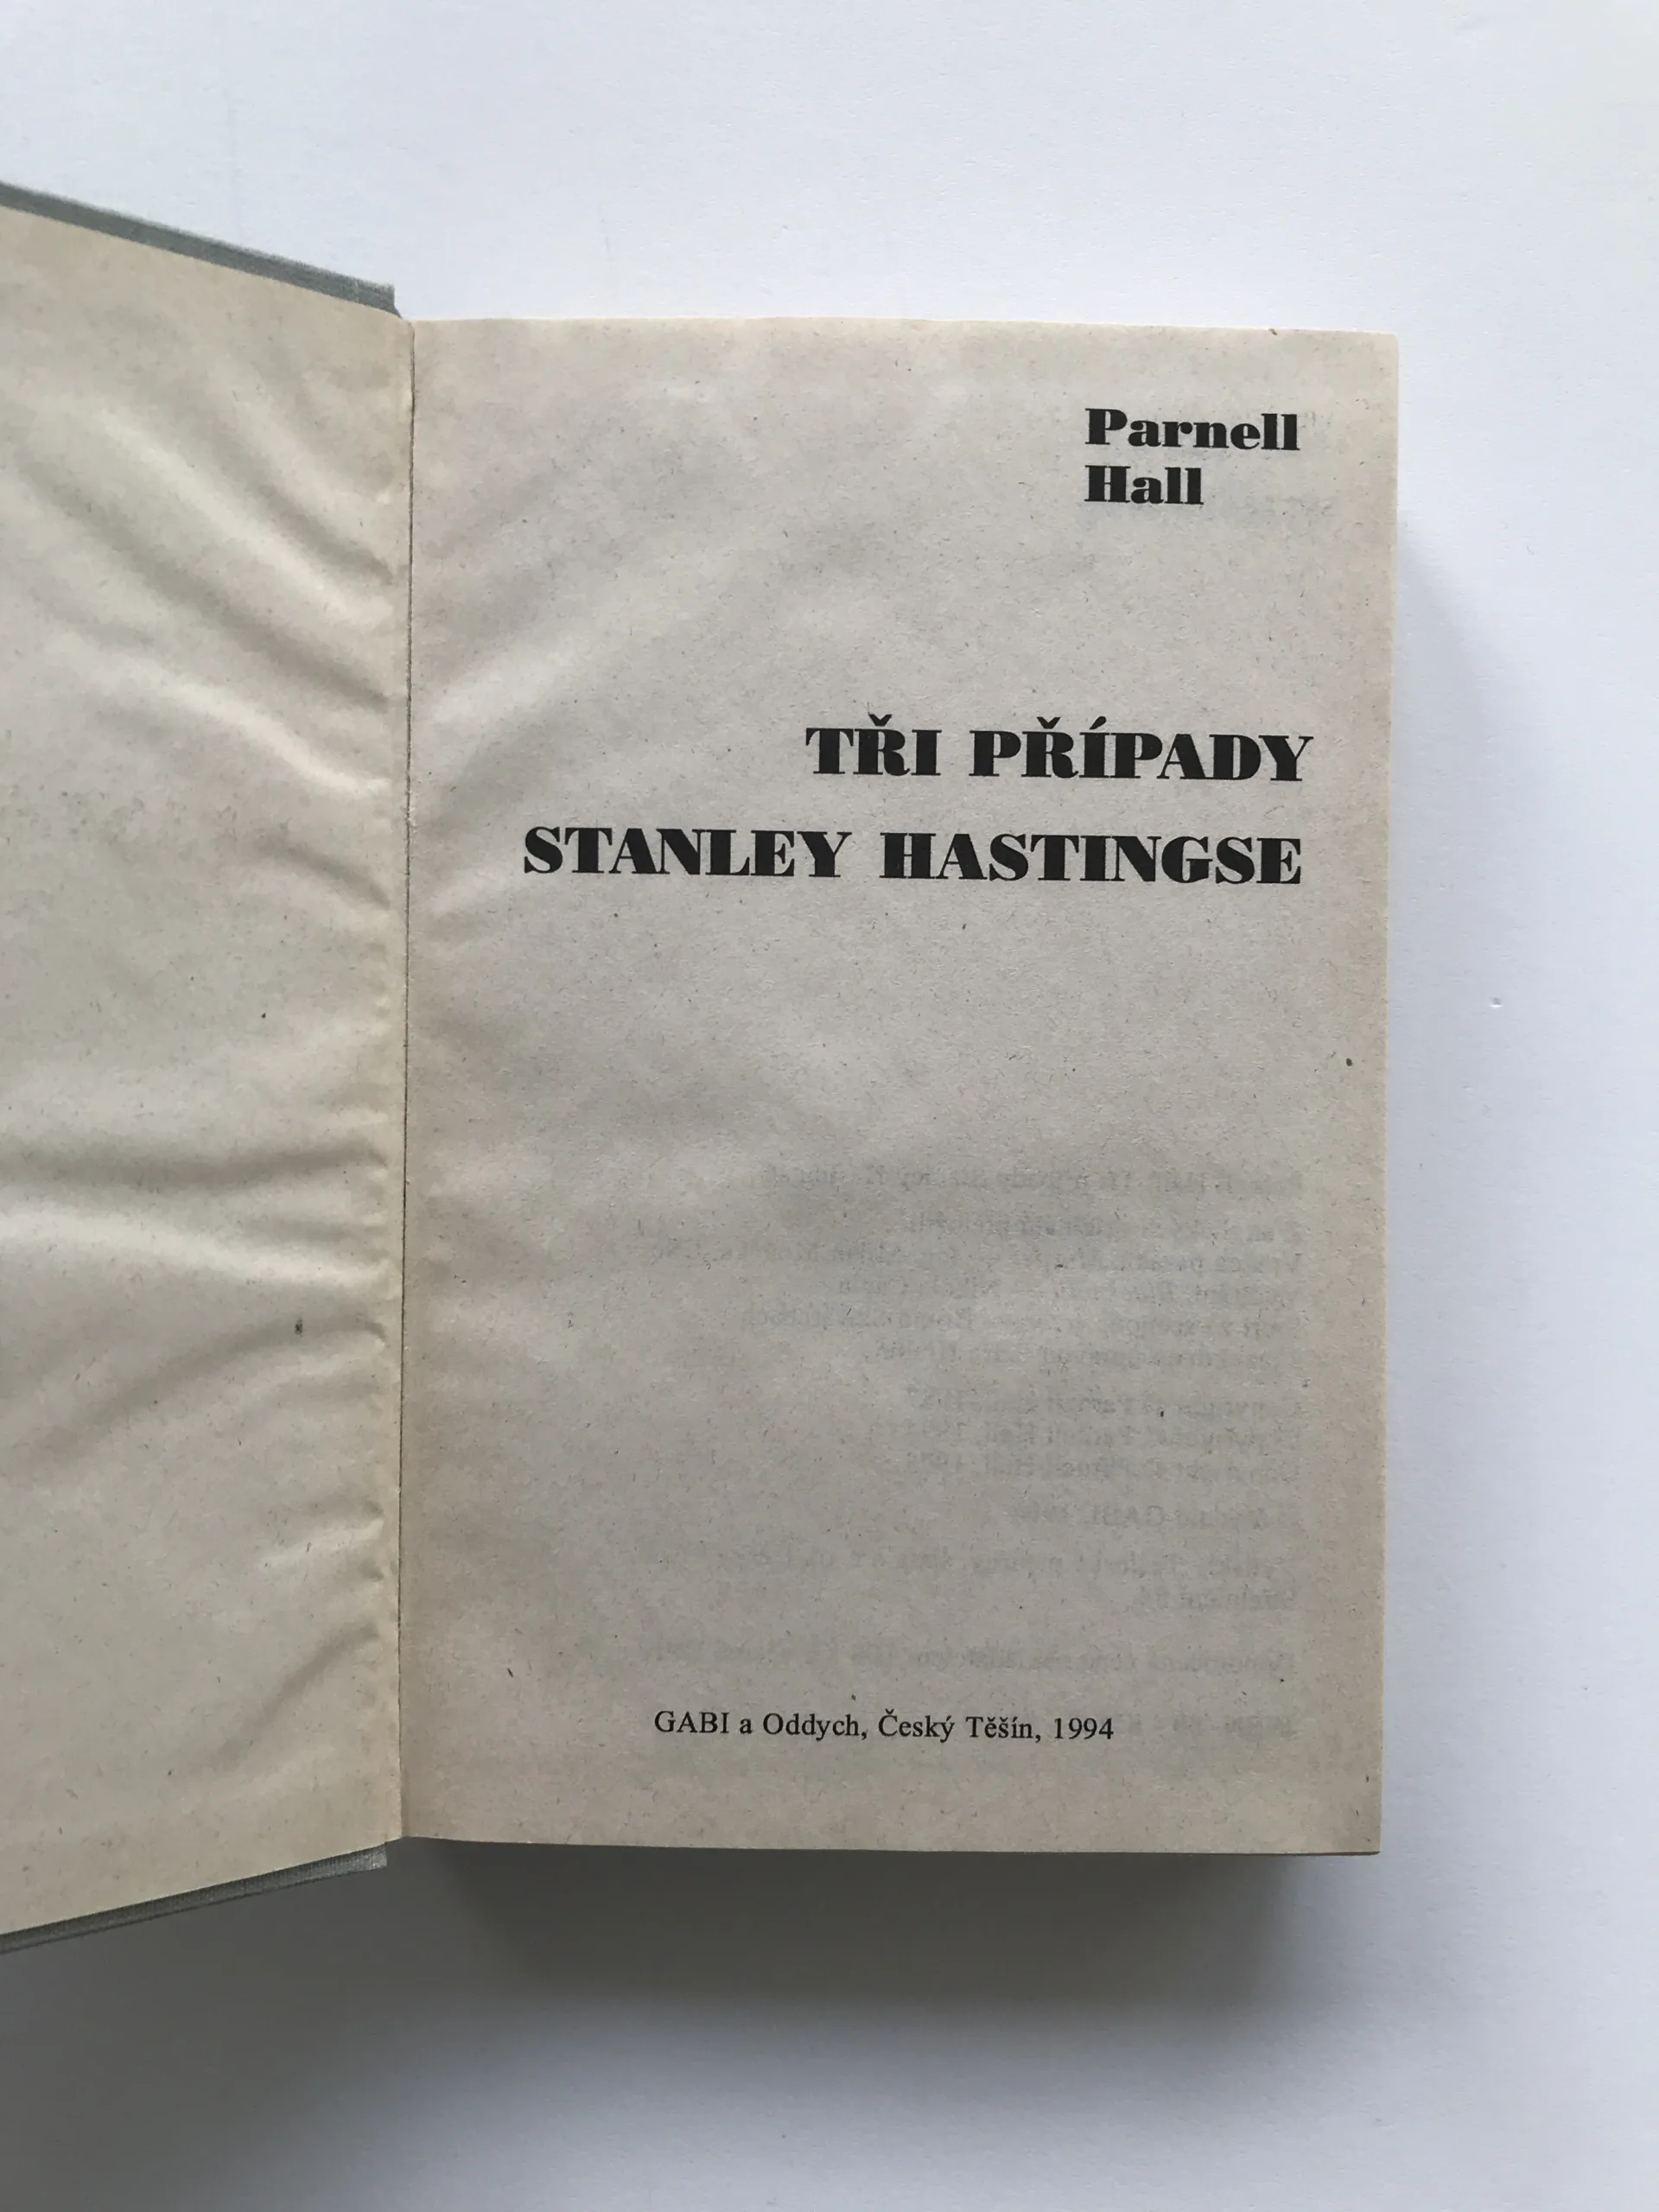 Parnell
Hall
TŘI PŘÍPADY
STANLEY HASTINGSE
GABI a Oddych, Český Těšín, 1994